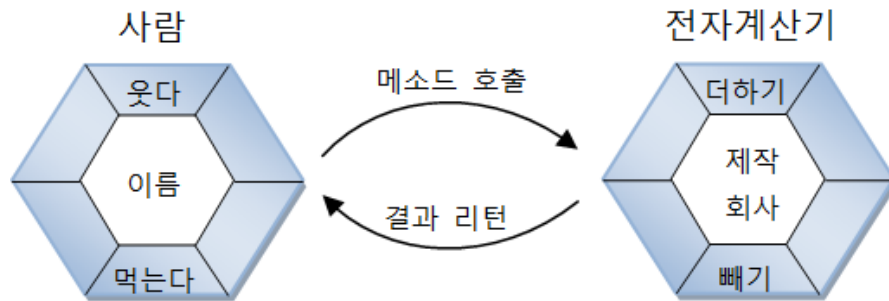 사람
전자계산기
웃다
메소드 호출
더하기
이름
제작
회사
결과 리턴
먹는다
빼기